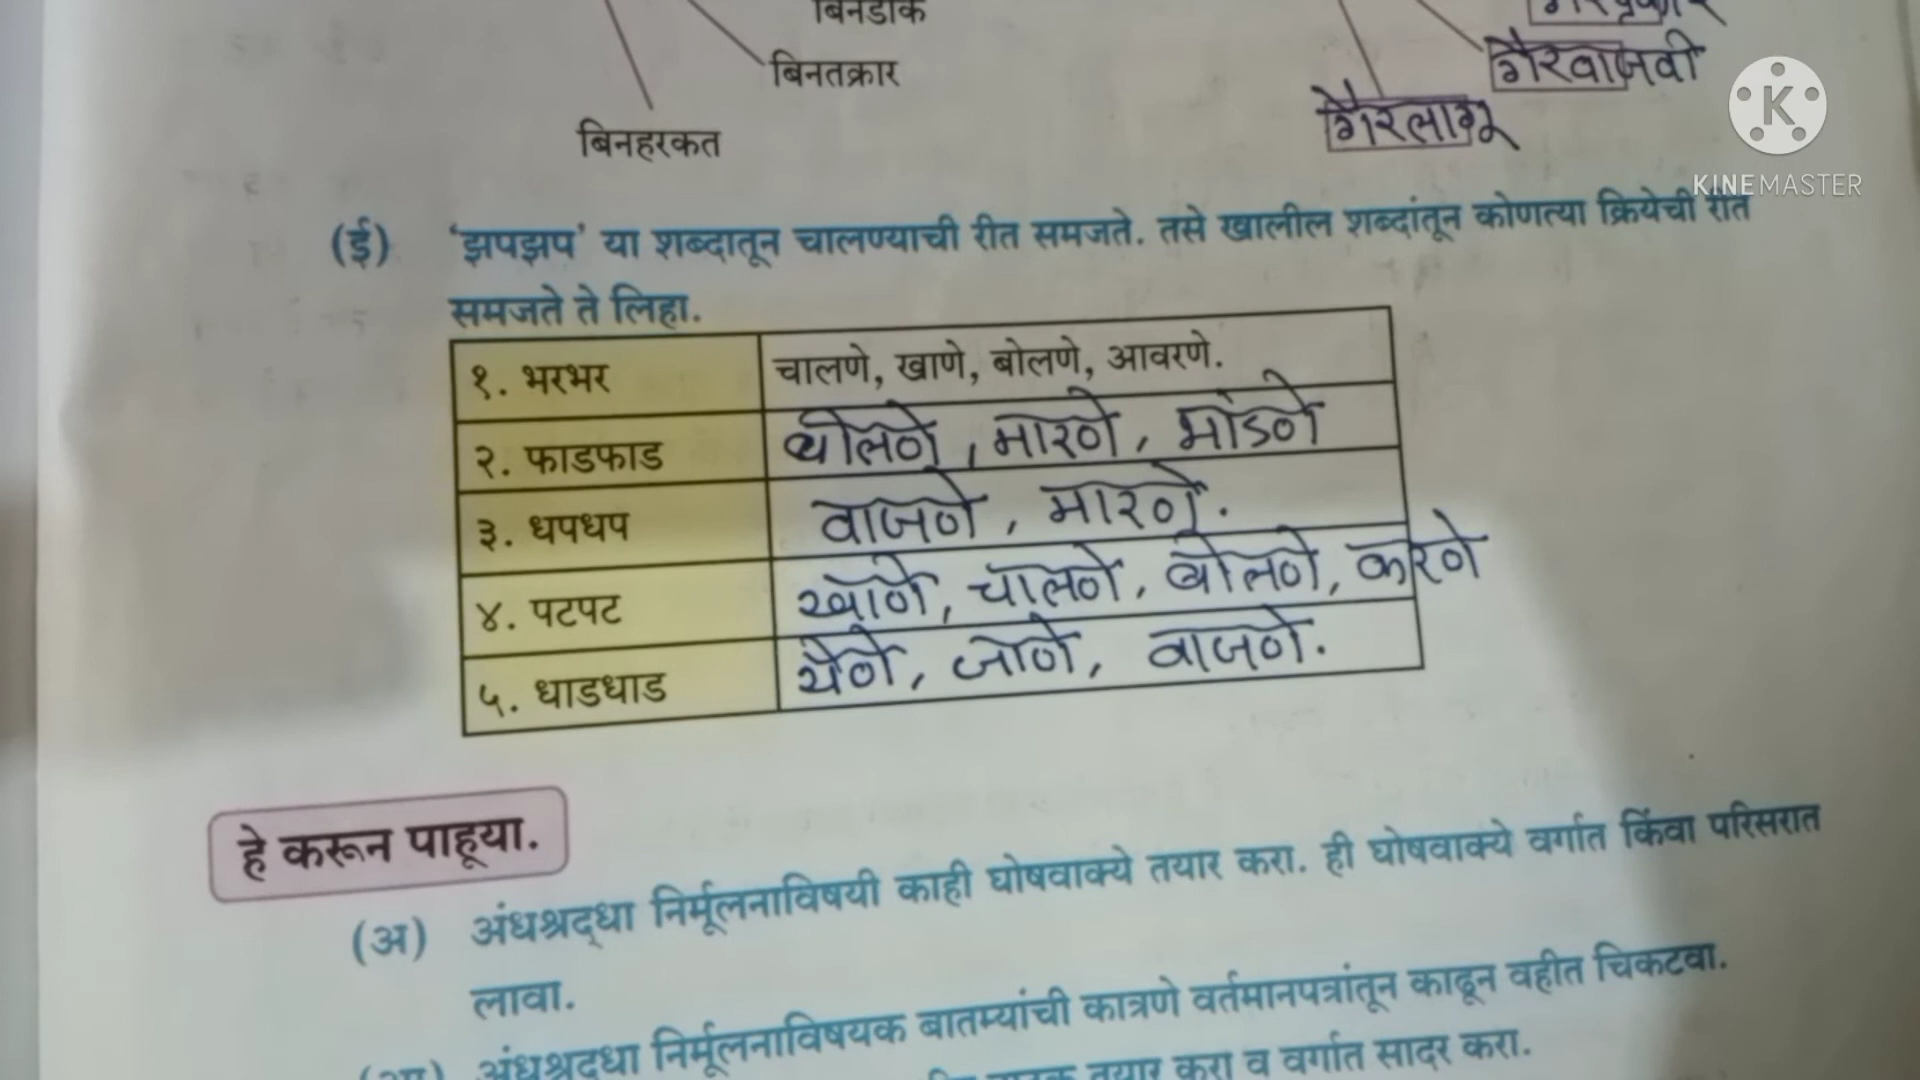 बिनडोक
बिनतक्रार
बिनहरकत
गैरवाजवी
गैरलागू
KINEMASTER
(ई) 'झपझप' या शब्दातून चालण्याची रीत समजते. तसे खालील शब्दांतून कोणत्या क्रियेची रीत
समजते ते लिहा.
१. भरभर चालणे, खाणे, बोलणे, आवरणे.
२. फाडफाड बोलणे, मारणे, भांडणे
३. धपधप वाजणे, मारणे.
४. पटपट खाणे, चालणे, बोलणे, करणे
५. धाडधाड येणे, जाणे, वाजणे.
हे करून पाहूया.
(अ) अंधश्रद्धा निर्मूलनाविषयी काही घोषवाक्ये तयार करा. ही घोषवाक्ये वर्गात किंवा परिसरात
लावा.
(आ) अंधश्रद्धा निर्मूलनाविषयक बातम्यांची कात्रणे वर्तमानपत्रांतून काढून वहीत चिकटवा.
तयार करा व वर्गात सादर करा.